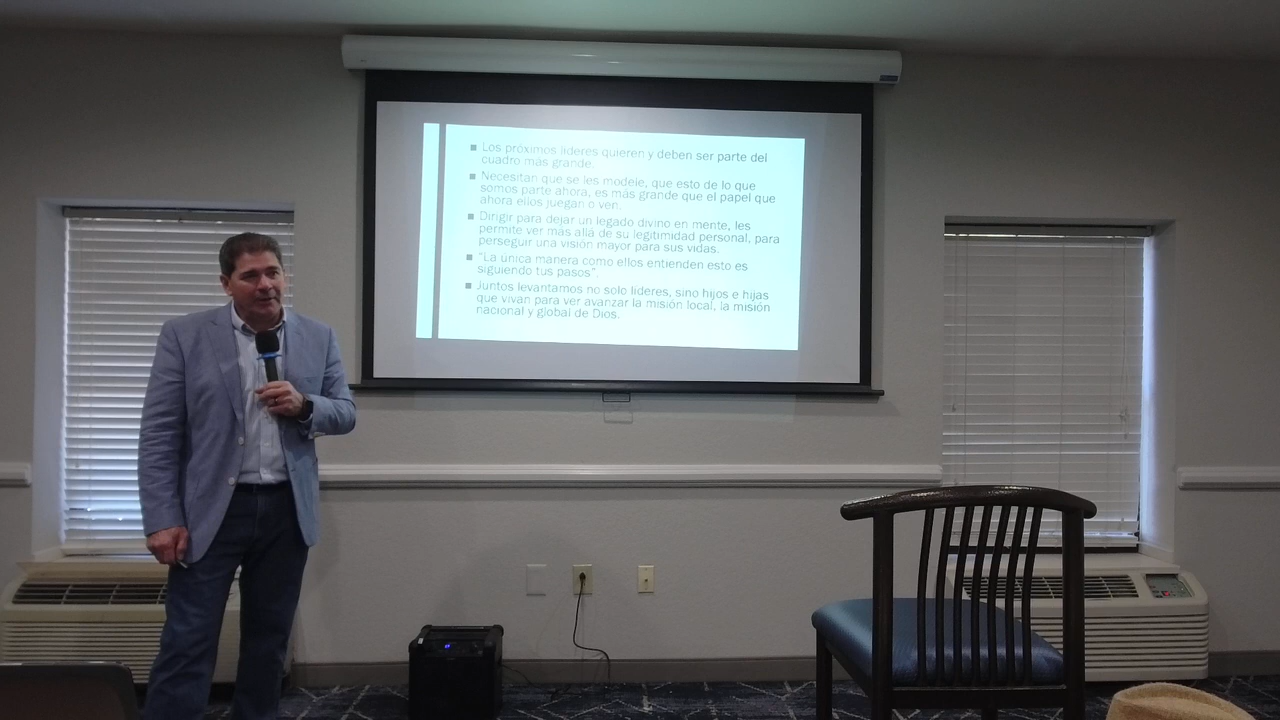 Los próximos líderes quieren y deben ser parte del
cuadro más grande.
Necesitan que se les modele, que esto de lo que
somos parte ahora, es más grande que el papel que
ahora ellos juegan o ven.
Dirigir para dejar un legado divino en mente, les
permite ver más allá de su legitimidad personal, para
perseguir una visión mayor para sus vidas.
"La única manera como ellos entienden esto es
siguiendo tus pasos".
Juntos levantamos no solo líderes, sino hijos e hijas
que vivan para ver avanzar la misión local, la misión
nacional y global de Dios.